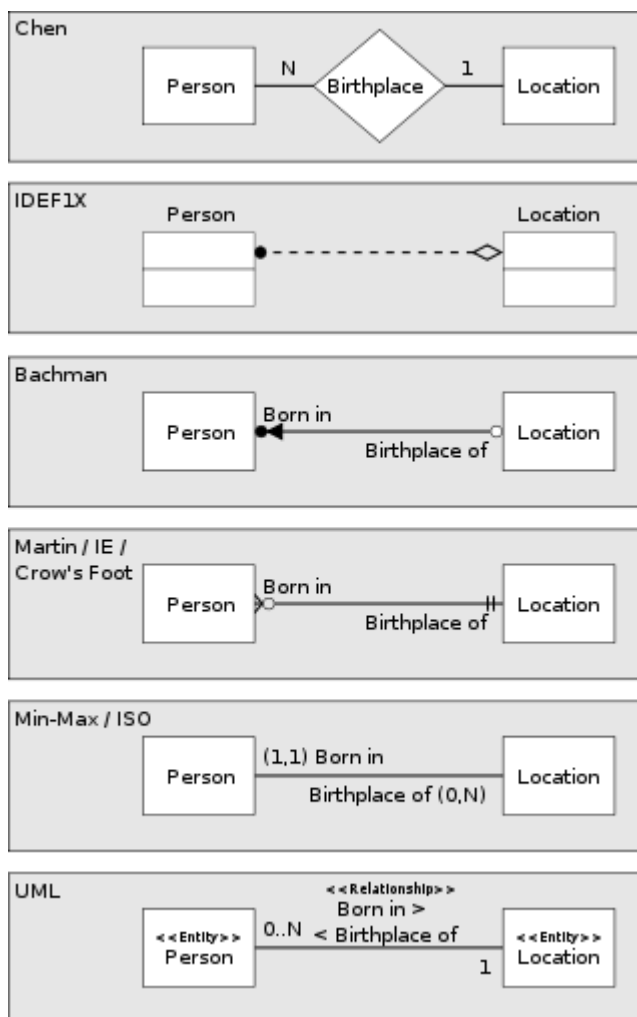 Chen
Person
N
Birthplace
1
Location
IDEF1X
Person
Location
Bachman
Person
Born in
Birthplace of
Location
Martin / IE /
Crow's Foot
Person
Born in
Birthplace of
Location
Min-Max / ISO
Person
(1,1) Born in
Birthplace of (0,N)
Location
UML
<<Entity>>
Person
0..N
<<Relationship>>
Born in >
< Birthplace of
1
<<Entity>>
Location